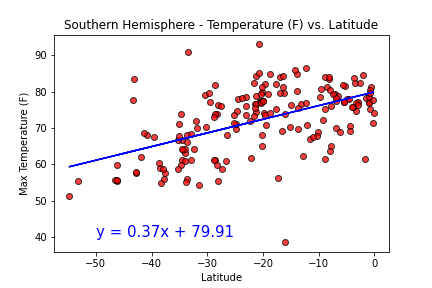 Southern Hemisphere - Temperature (F) vs. Latitude
Max Temperature (F)
90
80
70
60
50
40
y = 0.37x + 79.91
−50 −40 −30 −20 −10 0
Latitude